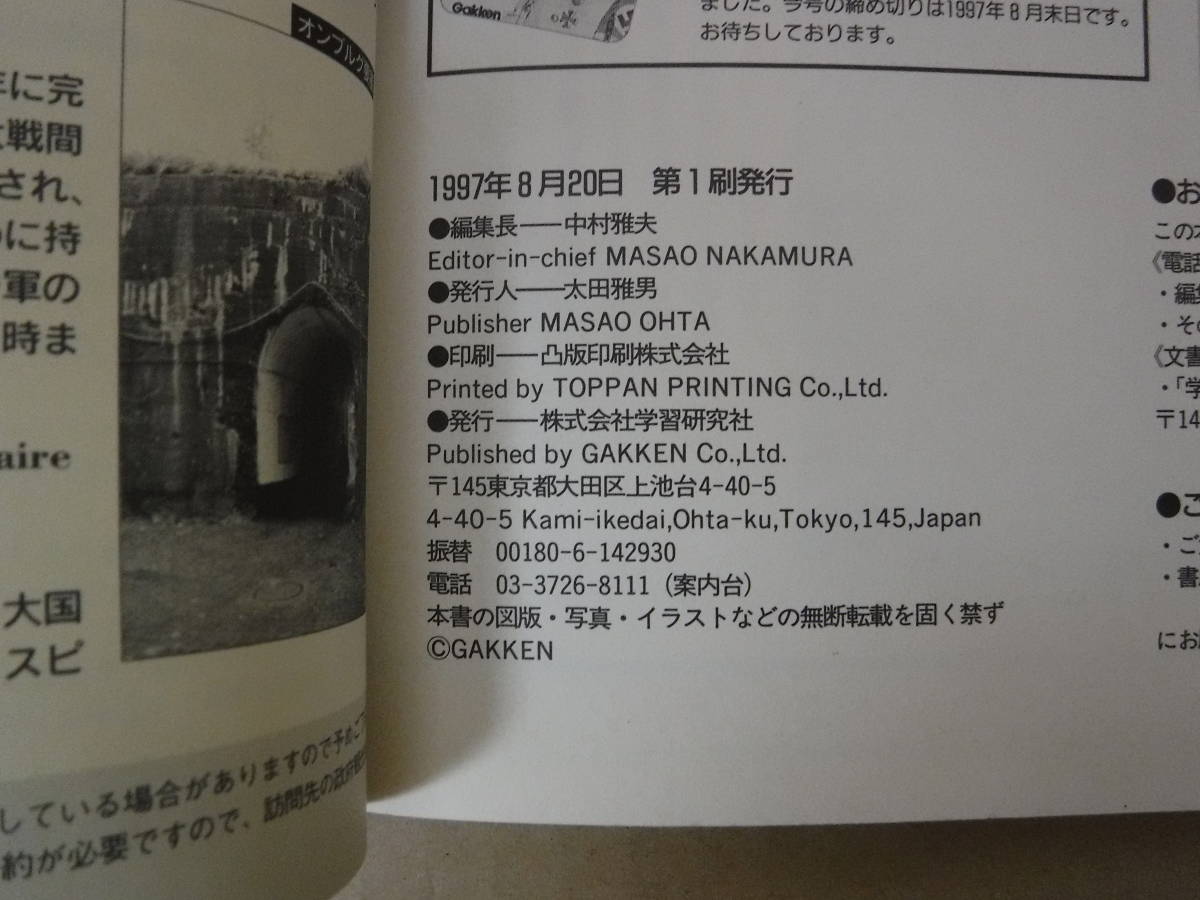 オンブルク要
年に完
戦間
され、
に持
軍の
時ま
aire
大国
スピ
している場合がありますので予め
約が必要ですので、訪問先の政府観
Gakken
ました。今号の締め切りは1997年8月末日です。
お待ちしております。
1997年8月20日 第1刷発行
●編集長――中村雅夫
Editor-in-chief MASAO NAKAMURA
●発行人――太田雅男
Publisher MASAO OHTA
●印刷――凸版印刷株式会社
Printed by TOPPAN PRINTING Co.,Ltd.
●発行――株式会社学習研究社
Published by GAKKEN Co.,Ltd.
〒145東京都大田区上池台4-40-5
4-40-5 Kami-ikedai,Ohta-ku,Tokyo,145,Japan
振替 00180-6-142930
電話 03-3726-8111（案内台）
本書の図版・写真・イラストなどの無断転載を固く禁ず
©GAKKEN
●お
この本
《電話
・編集
・その
《文書
・「学
〒14
●ご
・ご
・書
にお